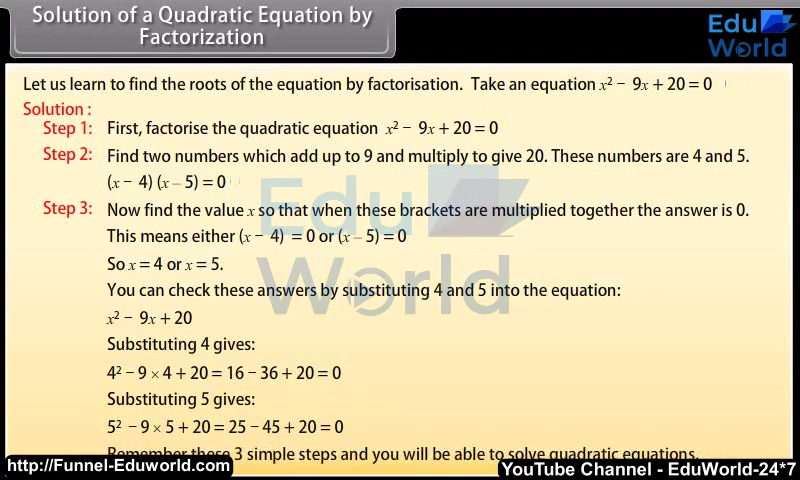 Solution of a Quadratic Equation by
Factorization
Edu
World
Let us learn to find the roots of the equation by factorisation. Take an equation x² − 9x + 20 = 0
Solution :
Step 1: First, factorise the quadratic equation x² − 9x + 20 = 0
Step 2: Find two numbers which add up to 9 and multiply to give 20. These numbers are 4 and 5.
(x − 4) (x – 5) = 0
Step 3: Now find the value x so that when these brackets are multiplied together the answer is 0.
This means either (x − 4) = 0 or (x – 5) = 0
So x = 4 or x = 5.
You can check these answers by substituting 4 and 5 into the equation:
x² − 9x + 20
Substituting 4 gives:
4² − 9 × 4 + 20 = 16 − 36 + 20 = 0
Substituting 5 gives:
5² − 9 × 5 + 20 = 25 − 45 + 20 = 0
Remember these 3 simple steps and you will be able to solve quadratic equations.
Edu
World
http://Funnel-Eduworld.com
YouTube Channel - EduWorld-24*7